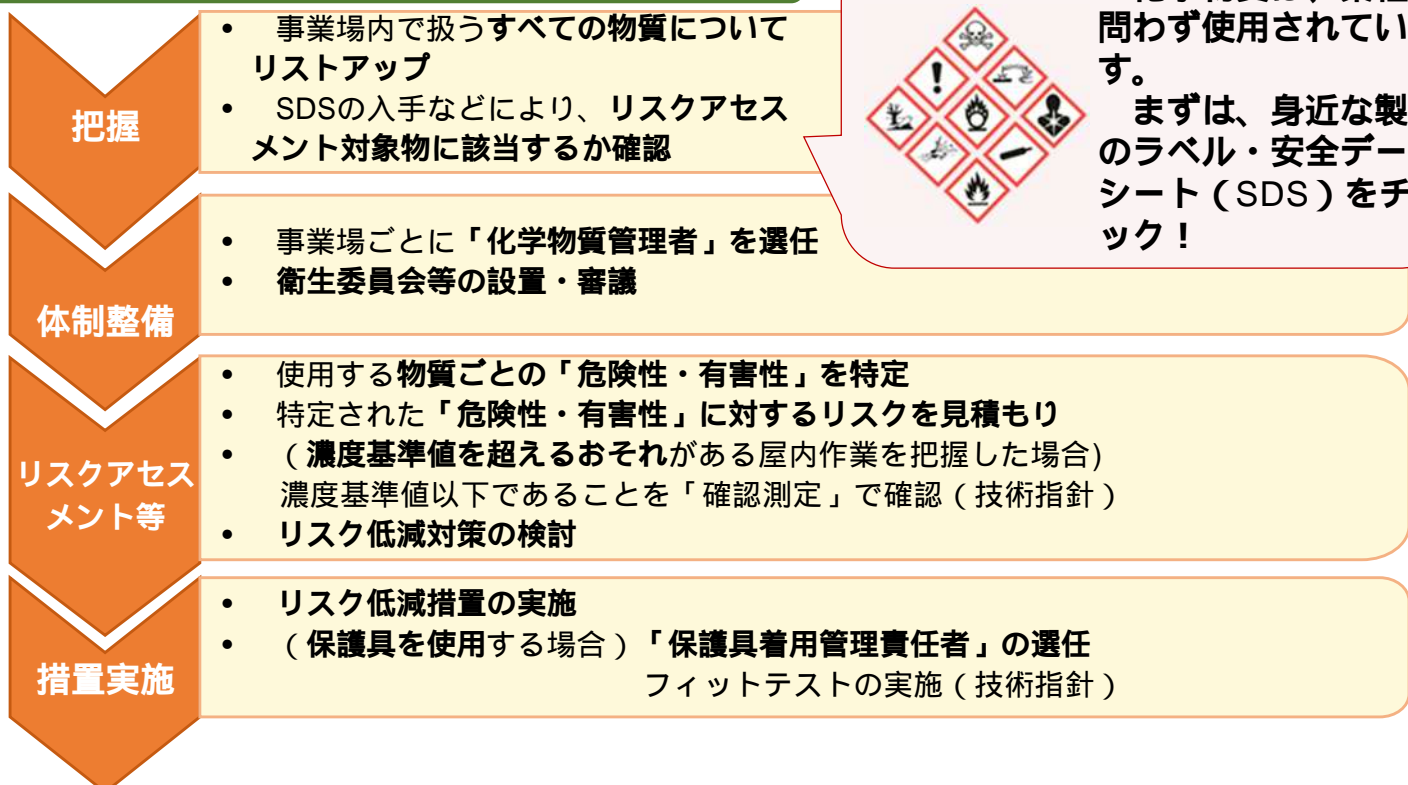 把握
• 事業場内で扱うすべての物質について
リストアップ
• SDSの入手などにより、リスクアセス
メント対象物に該当するか確認
問わず使用されてい
す。
まずは、身近な製
のラベル・安全デー
シート（SDS）をチ
ック！
体制整備
• 事業場ごとに「化学物質管理者」を選任
• 衛生委員会等の設置・審議
リスクアセス
メント等
• 使用する物質ごとの「危険性・有害性」を特定
• 特定された「危険性・有害性」に対するリスクを見積もり
• （濃度基準値を超えるおそれがある屋内作業を把握した場合)
濃度基準値以下であることを「確認測定」で確認（技術指針）
• リスク低減対策の検討
措置実施
• リスク低減措置の実施
• （保護具を使用する場合）「保護具着用管理責任者」の選任
フィットテストの実施（技術指針）